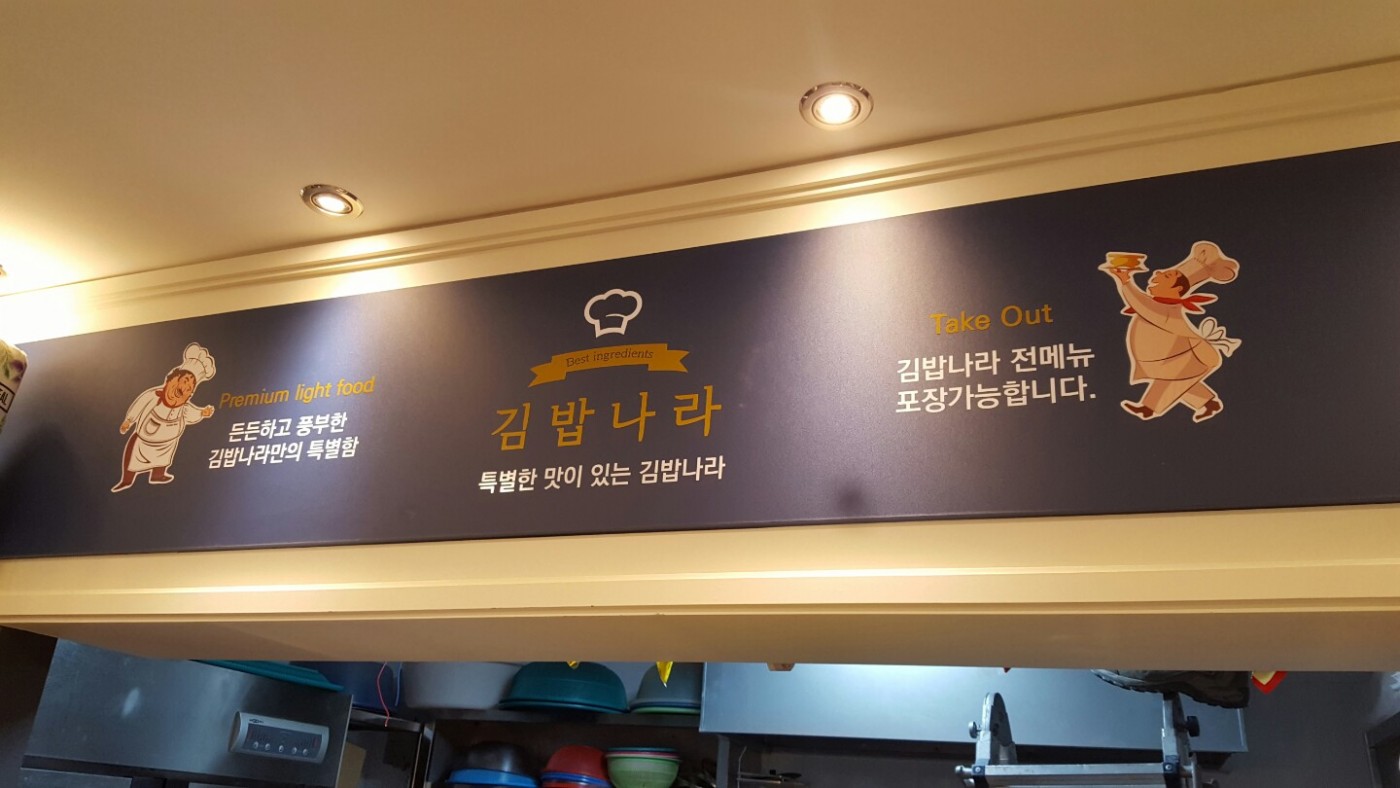 Premium light food
든든하고 풍부한
김밥나라만의 특별함
Best ingredients
김밥나라
특별한 맛이 있는 김밥나라
Take Out
김밥나라 전메뉴
포장가능합니다.